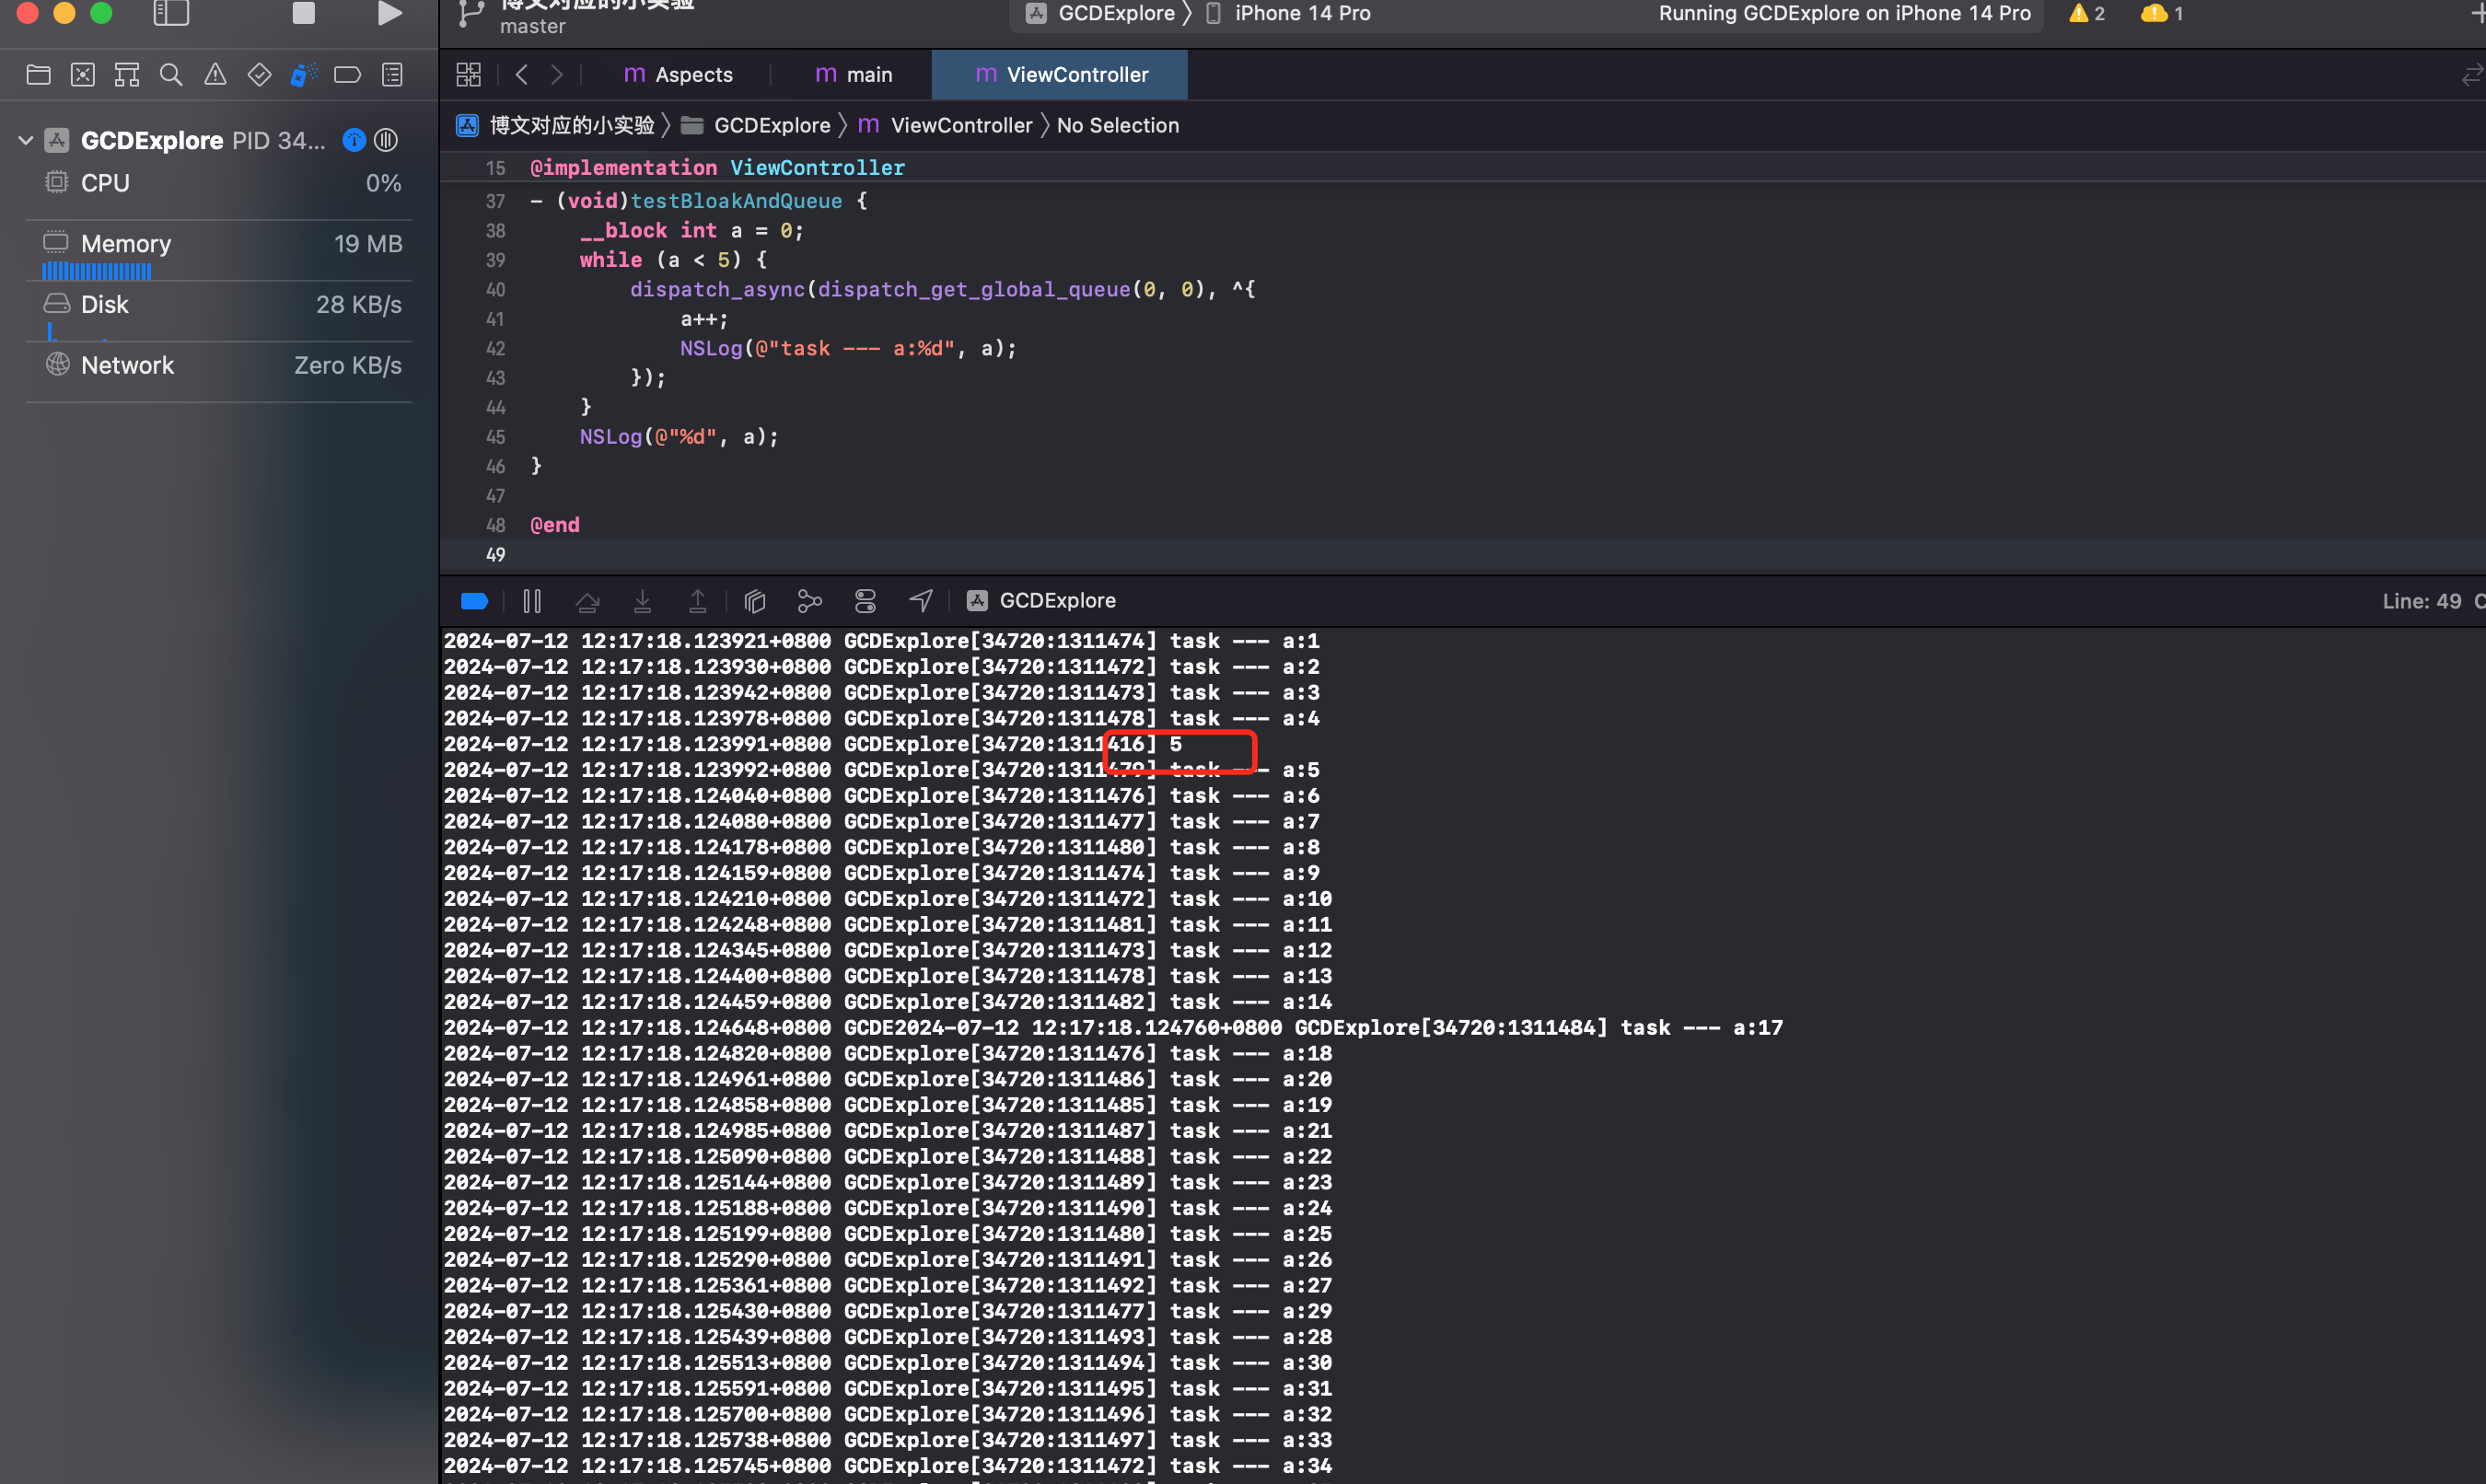 博文对应的小实验
master
GCDExplore
iPhone 14 Pro
Running GCDExplore on iPhone 14 Pro
2
1
m Aspects
m main
m ViewController
GCDExplore PID 34...
博文对应的小实验 GCDExplore m ViewController No Selection
CPU 0%
Memory 19 MB
Disk 28 KB/s
Network Zero KB/s
15 @implementation ViewController
37 - (void)testBloakAndQueue {
38 __block int a = 0;
39 while (a < 5) {
40 dispatch_async(dispatch_get_global_queue(0, 0), ^{
41 a++;
42 NSLog(@"task --- a:%d", a);
43 });
44 }
45 NSLog(@"%d", a);
46 }
47
48 @end
49
GCDExplore
Line: 49
2024-07-12 12:17:18.123921+0800 GCDExplore[34720:1311474] task --- a:1
2024-07-12 12:17:18.123930+0800 GCDExplore[34720:1311472] task --- a:2
2024-07-12 12:17:18.123942+0800 GCDExplore[34720:1311473] task --- a:3
2024-07-12 12:17:18.123978+0800 GCDExplore[34720:1311478] task --- a:4
2024-07-12 12:17:18.123991+0800 GCDExplore[34720:1311416] 5
2024-07-12 12:17:18.123992+0800 GCDExplore[34720:1311479] task --- a:5
2024-07-12 12:17:18.124040+0800 GCDExplore[34720:1311476] task --- a:6
2024-07-12 12:17:18.124080+0800 GCDExplore[34720:1311477] task --- a:7
2024-07-12 12:17:18.124178+0800 GCDExplore[34720:1311480] task --- a:8
2024-07-12 12:17:18.124159+0800 GCDExplore[34720:1311474] task --- a:9
2024-07-12 12:17:18.124210+0800 GCDExplore[34720:1311472] task --- a:10
2024-07-12 12:17:18.124248+0800 GCDExplore[34720:1311481] task --- a:11
2024-07-12 12:17:18.124345+0800 GCDExplore[34720:1311473] task --- a:12
2024-07-12 12:17:18.124400+0800 GCDExplore[34720:1311478] task --- a:13
2024-07-12 12:17:18.124459+0800 GCDExplore[34720:1311482] task --- a:14
2024-07-12 12:17:18.124648+0800 GCDE2024-07-12 12:17:18.124760+0800 GCDExplore[34720:1311484] task --- a:17
2024-07-12 12:17:18.124820+0800 GCDExplore[34720:1311476] task --- a:18
2024-07-12 12:17:18.124961+0800 GCDExplore[34720:1311486] task --- a:20
2024-07-12 12:17:18.124858+0800 GCDExplore[34720:1311485] task --- a:19
2024-07-12 12:17:18.124985+0800 GCDExplore[34720:1311487] task --- a:21
2024-07-12 12:17:18.125090+0800 GCDExplore[34720:1311488] task --- a:22
2024-07-12 12:17:18.125144+0800 GCDExplore[34720:1311489] task --- a:23
2024-07-12 12:17:18.125188+0800 GCDExplore[34720:1311490] task --- a:24
2024-07-12 12:17:18.125199+0800 GCDExplore[34720:1311480] task --- a:25
2024-07-12 12:17:18.125290+0800 GCDExplore[34720:1311491] task --- a:26
2024-07-12 12:17:18.125361+0800 GCDExplore[34720:1311492] task --- a:27
2024-07-12 12:17:18.125430+0800 GCDExplore[34720:1311477] task --- a:29
2024-07-12 12:17:18.125439+0800 GCDExplore[34720:1311493] task --- a:28
2024-07-12 12:17:18.125513+0800 GCDExplore[34720:1311494] task --- a:30
2024-07-12 12:17:18.125591+0800 GCDExplore[34720:1311495] task --- a:31
2024-07-12 12:17:18.125700+0800 GCDExplore[34720:1311496] task --- a:32
2024-07-12 12:17:18.125738+0800 GCDExplore[34720:1311497] task --- a:33
2024-07-12 12:17:18.125745+0800 GCDExplore[34720:1311472] task --- a:34